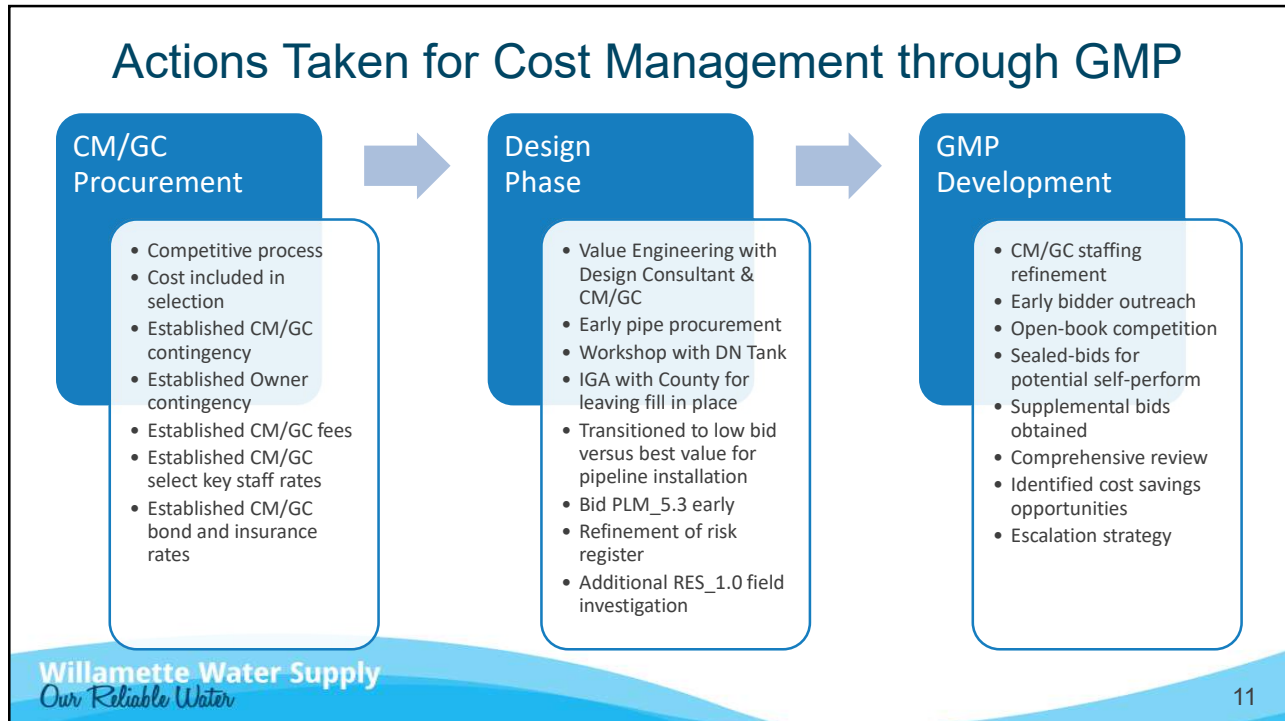 Actions Taken for Cost Management through GMP
CM/GC
Procurement
• Competitive process
• Cost included in
selection
• Established CM/GC
contingency
• Established Owner
contingency
• Established CM/GC fees
• Established CM/GC
select key staff rates
• Established CM/GC
bond and insurance
rates
Design
Phase
• Value Engineering with
Design Consultant &
CM/GC
• Early pipe procurement
• Workshop with DN Tank
• IGA with County for
leaving fill in place
• Transitioned to low bid
versus best value for
pipeline installation
• Bid PLM_5.3 early
• Refinement of risk
register
• Additional RES_1.0 field
investigation
GMP
Development
• CM/GC staffing
refinement
• Early bidder outreach
• Open-book competition
• Sealed-bids for
potential self-perform
• Supplemental bids
obtained
• Comprehensive review
• Identified cost savings
opportunities
• Escalation strategy
Willamette Water Supply
Our Reliable Water
11